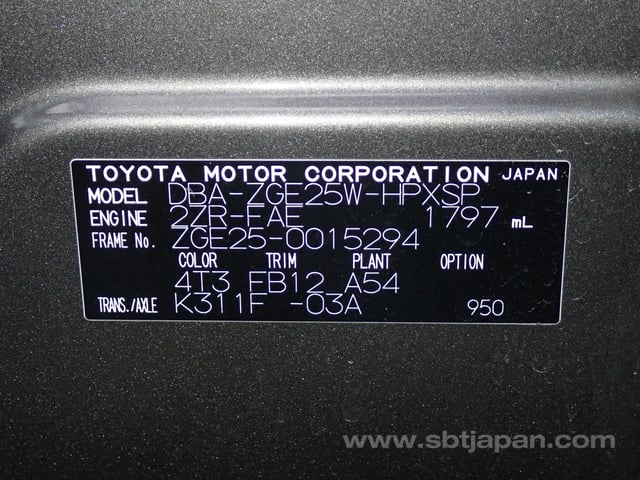 TOYOTA MOTOR CORPORATION JAPAN
MODEL DBA-ZGE25W-HPXSP
ENGINE 2ZR-FAE 1797 mL
FRAME No. ZGE25-0015294
COLOR TRIM PLANT OPTION
4T3 FB12 A54
TRANS./AXLE K311F -03A 950
www.sbtjapan.com